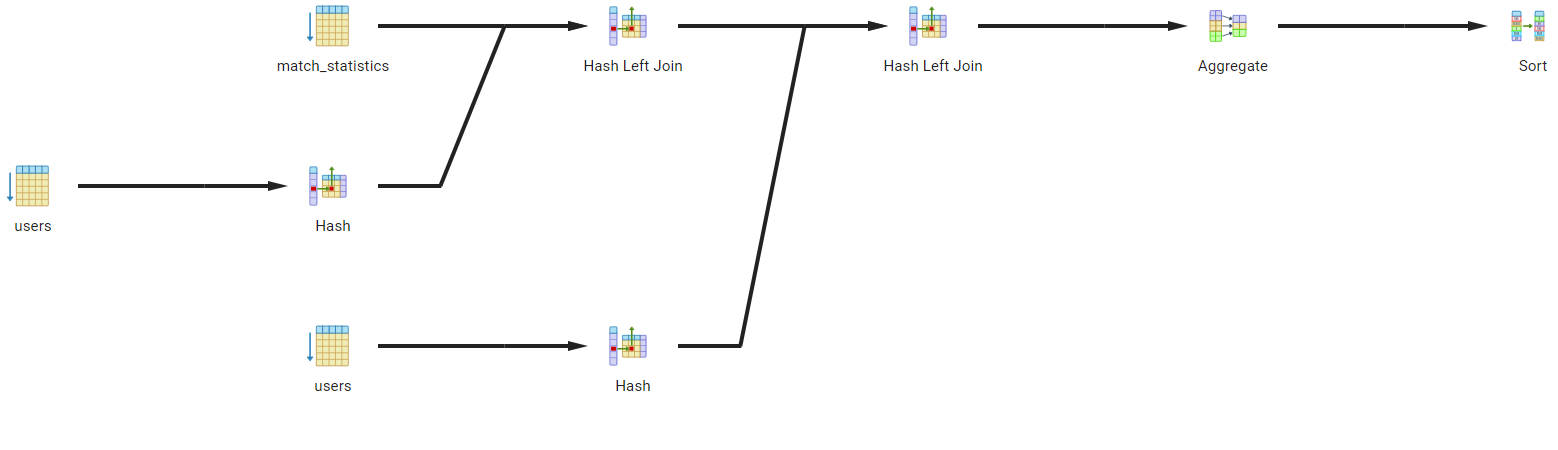 match_statistics
Hash Left Join
Hash Left Join
Aggregate
Sort
users
Hash
users
Hash